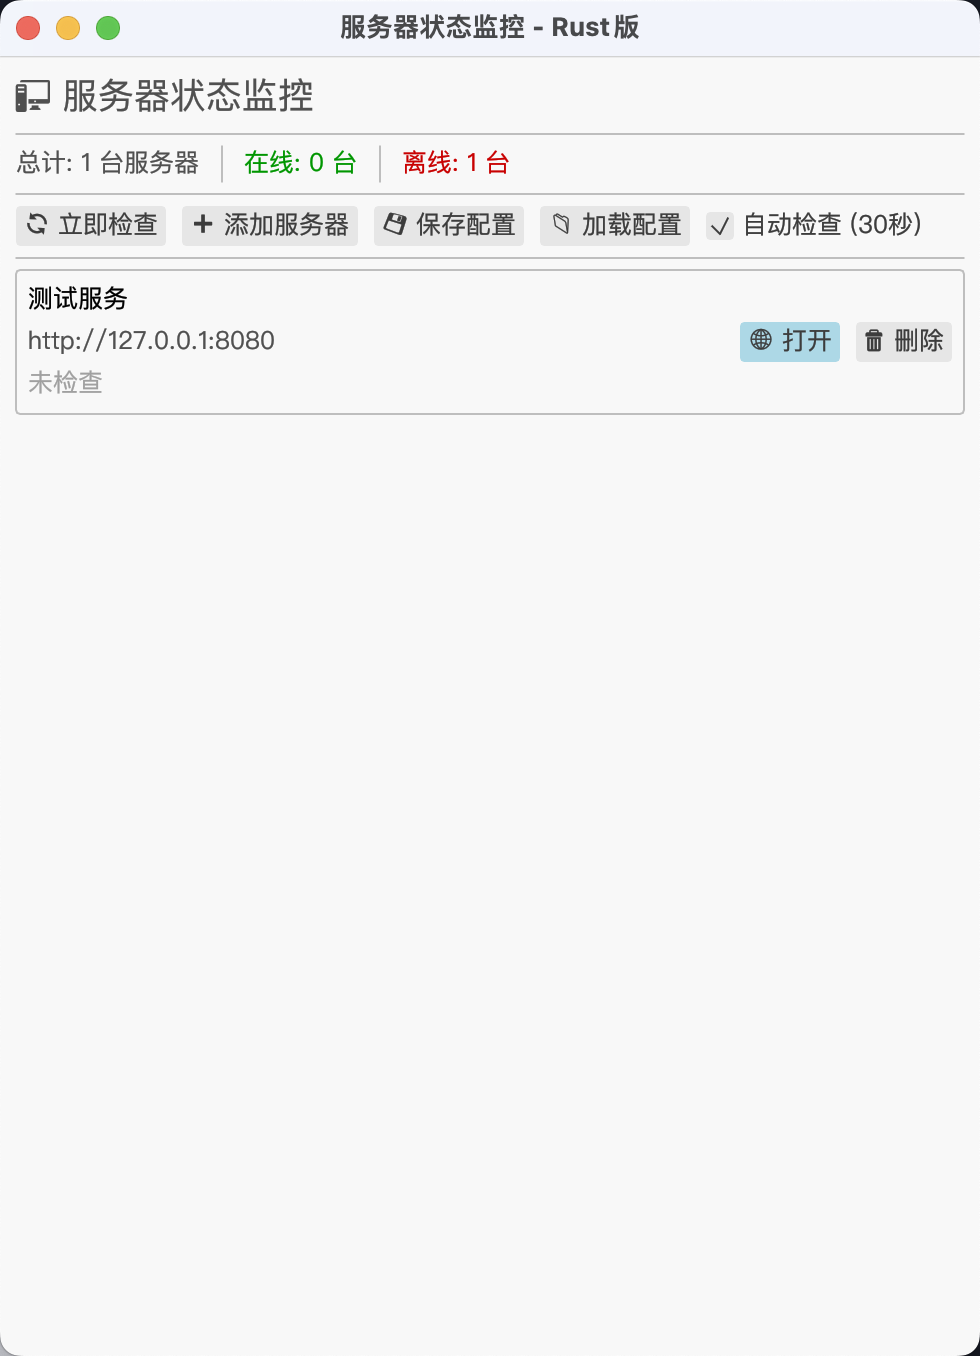 服务器状态监控 - Rust版
服务器状态监控
总计: 1 台服务器 在线: 0 台 离线: 1 台
立即检查 添加服务器 保存配置 加载配置 自动检查 (30秒)
测试服务
http://127.0.0.1:8080
打开 删除
未检查